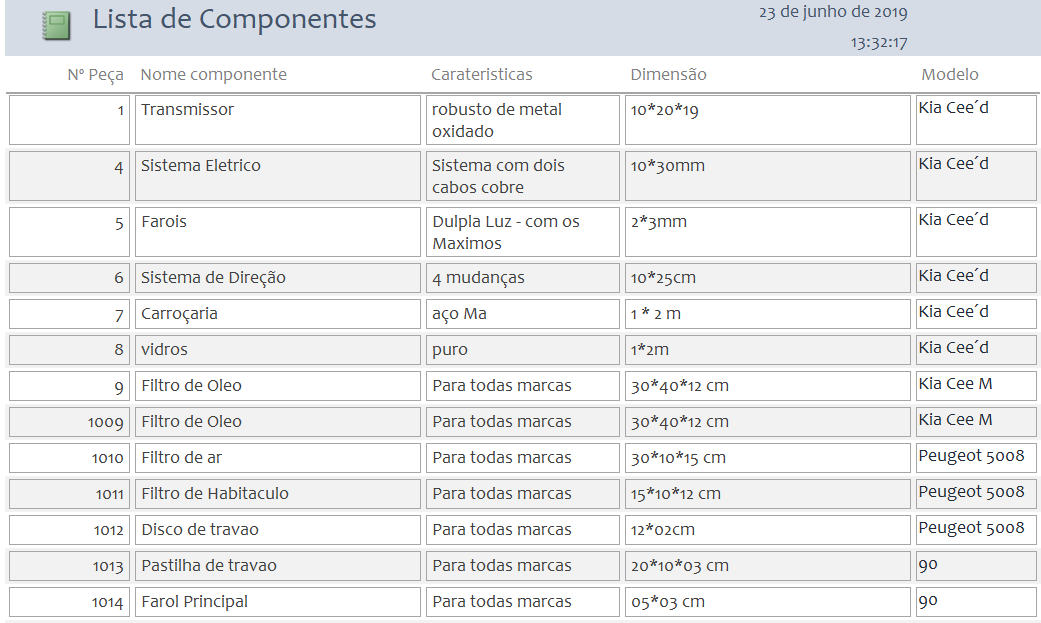 Lista de Componentes
23 de junho de 2019
13:32:17
Nº Peça Nome componente Carateristicas Dimensão Modelo
1 Transmissor robusto de metal oxidado 10*20*19 Kia Cee´d
4 Sistema Eletrico Sistema com dois cabos cobre 10*30mm Kia Cee´d
5 Farois Dulpla Luz - com os Maximos 2*3mm Kia Cee´d
6 Sistema de Direção 4 mudanças 10*25cm Kia Cee´d
7 Carroçaria aço Ma 1 * 2 m Kia Cee´d
8 vidros puro 1*2m Kia Cee´d
9 Filtro de Oleo Para todas marcas 30*40*12 cm Kia Cee M
1009 Filtro de Oleo Para todas marcas 30*40*12 cm Kia Cee M
1010 Filtro de ar Para todas marcas 30*10*15 cm Peugeot 5008
1011 Filtro de Habitaculo Para todas marcas 15*10*12 cm Peugeot 5008
1012 Disco de travao Para todas marcas 12*02cm Peugeot 5008
1013 Pastilha de travao Para todas marcas 20*10*03 cm 90
1014 Farol Principal Para todas marcas 05*03 cm 90